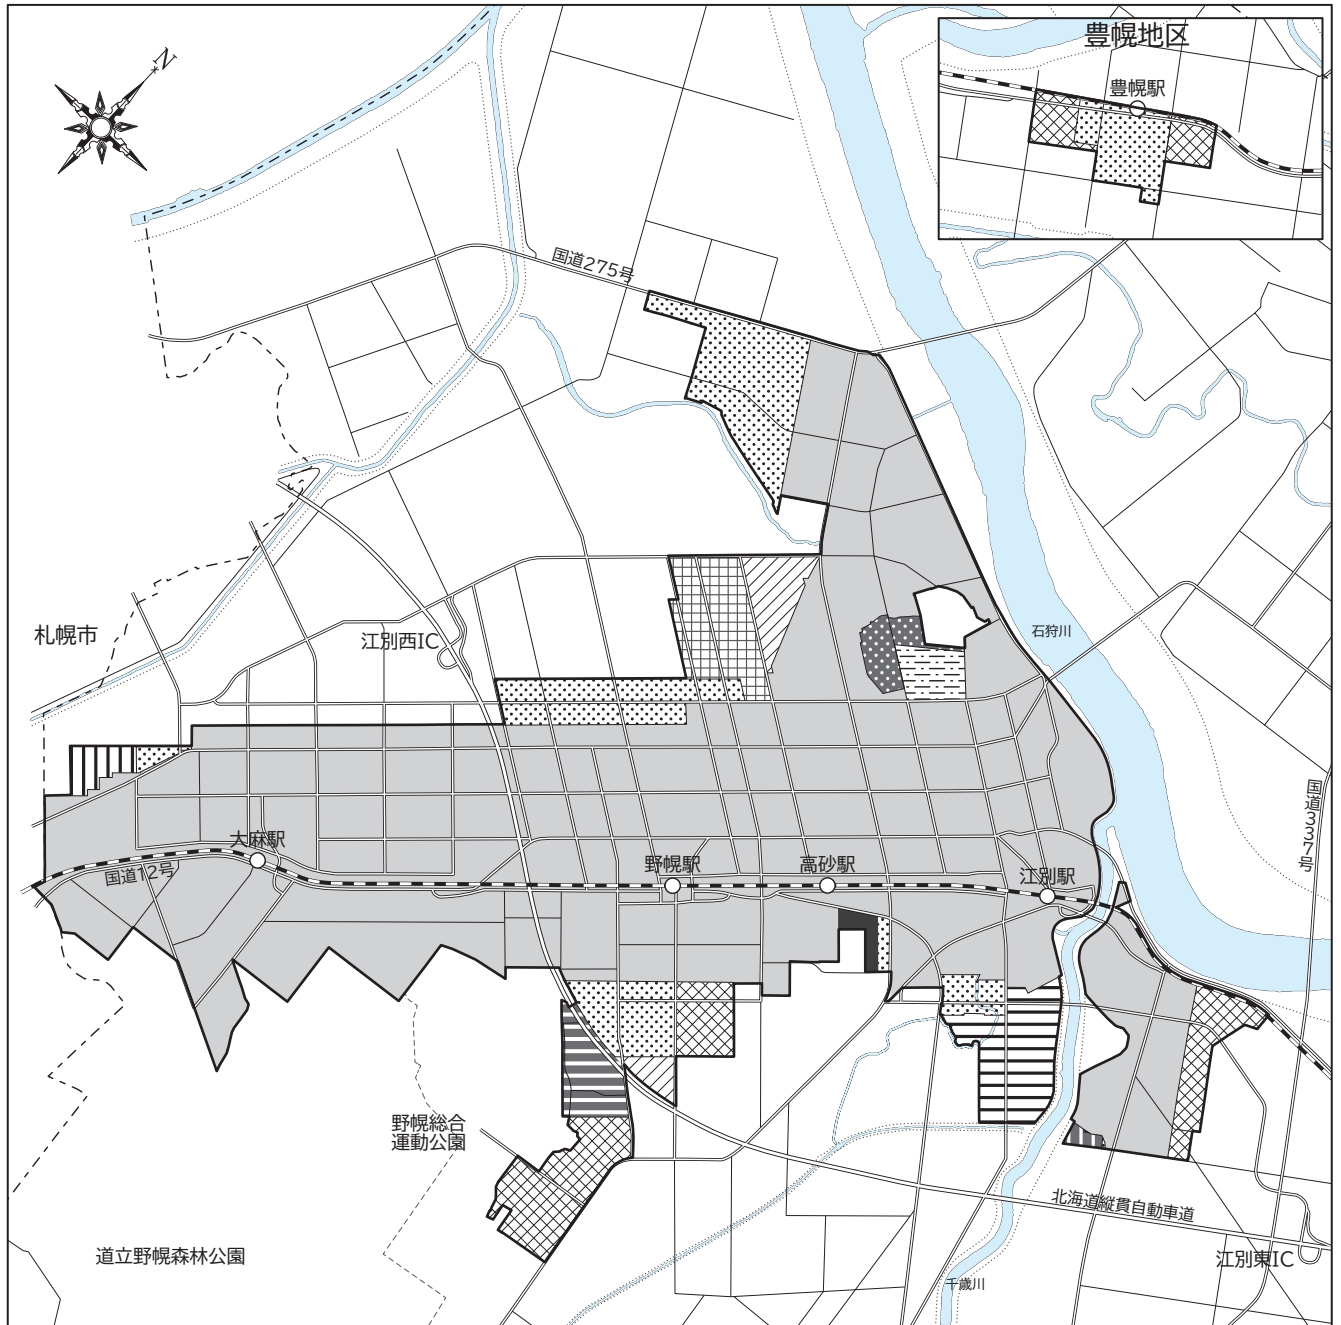 豊幌地区
豊幌駅
N
国道275号
札幌市
江別西IC
石狩川
国道337号
大麻駅
国道12号
野幌駅
高砂駅
江別駅
野幌総合
運動公園
北海道縦貫自動車道
道立野幌森林公園
江別東IC
千歳川